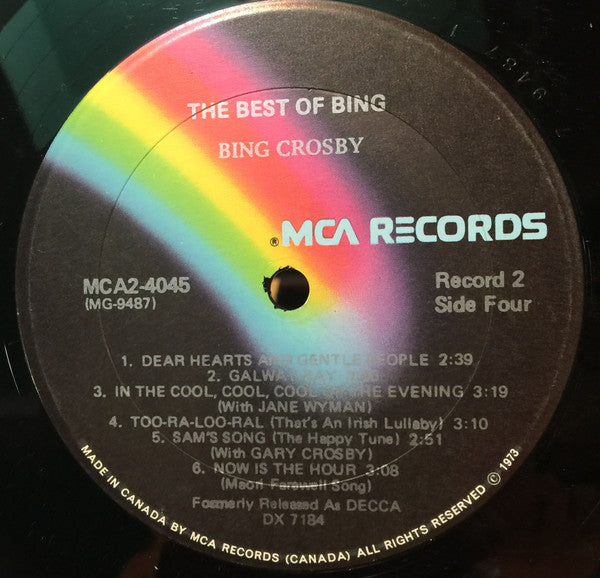 THE BEST OF BING
BING CROSBY
® MCA RECORDS
MCA2-4045
(MG-9487)
Record 2
Side Four
1. DEAR HEARTS AND GENTLE PEOPLE 2:39
2. GALWAY BAY
3. IN THE COOL, COOL, COOL OF THE EVENING 3:19
(With JANE WYMAN)
4. TOO-RA-LOO-RAL (That's An Irish Lullaby) 3:10
5. SAM'S SONG (The Happy Tune) 2:51
(With GARY CROSBY)
6. NOW IS THE HOUR 3:08
(Maori Farewell Song)
Formerly Released As DECCA
DX 7184
MADE IN CANADA BY MCA RECORDS (CANADA) ALL RIGHTS RESERVED © 1973